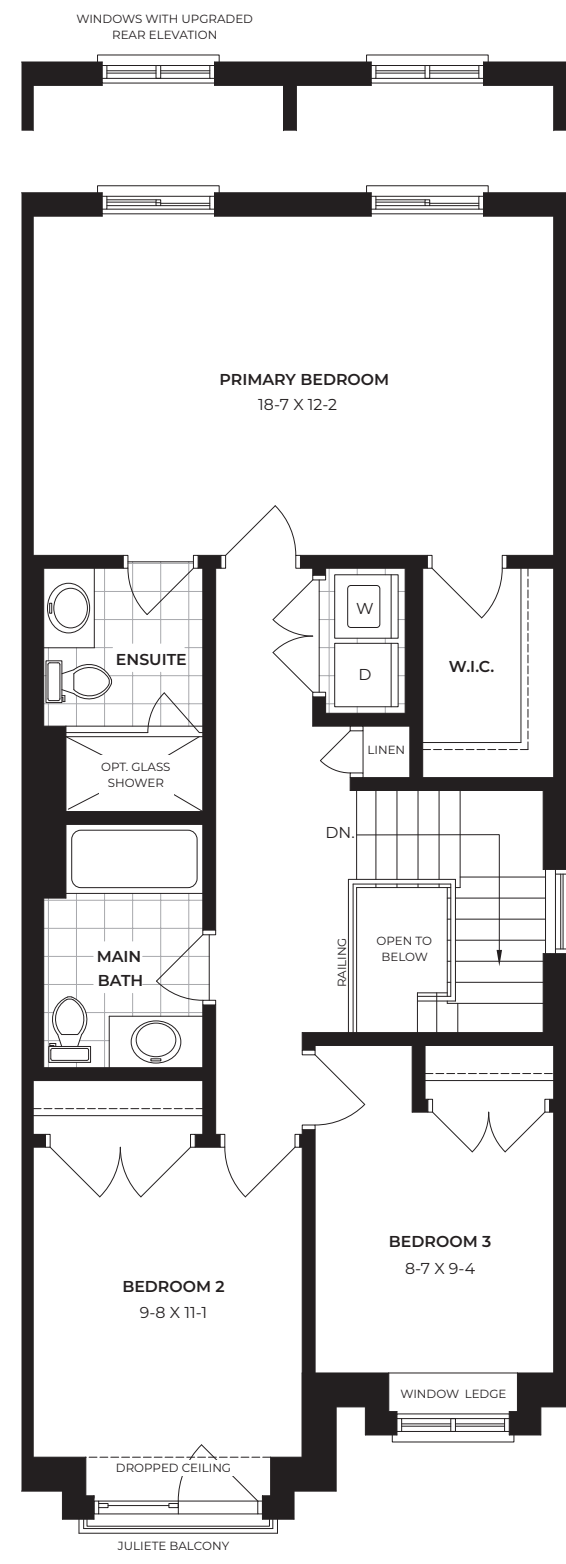 WINDOWS WITH UPGRADED
REAR ELEVATION
PRIMARY BEDROOM
18-7 X 12-2
W
ENSUITE
W.I.C.
D
LINEN
OPT. GLASS
SHOWER
DN.
RAILING
OPEN TO
BELOW
MAIN
BATH
BEDROOM 3
8-7 X 9-4
BEDROOM 2
9-8 X 11-1
WINDOW LEDGE
DROPPED CEILING
JULIETE BALCONY